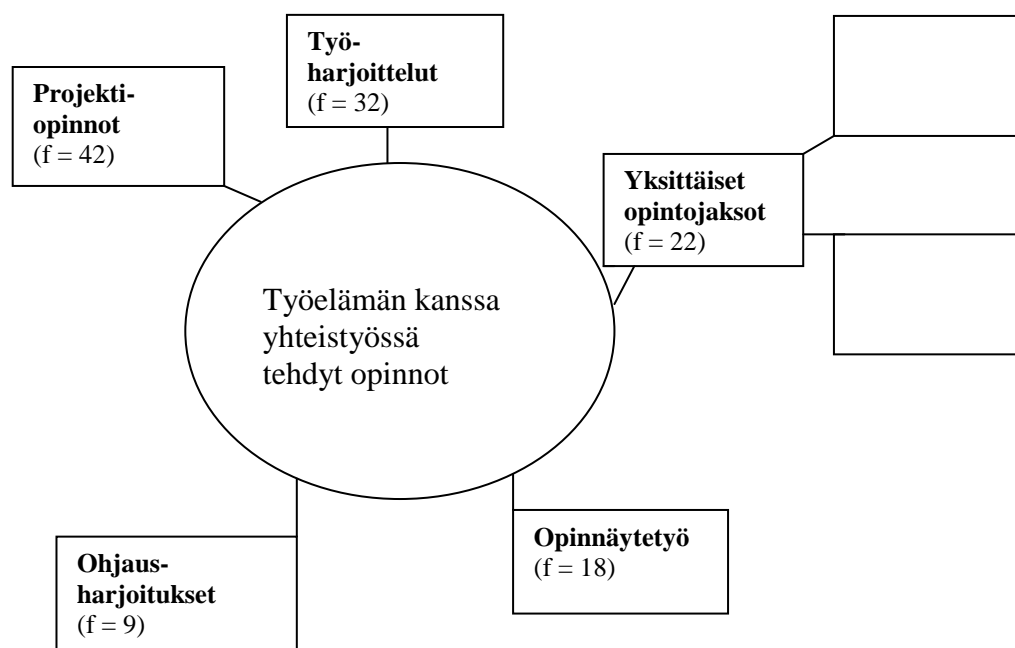 Työ-
harjoittelut
(f = 32)
Projekti-
opinnot
(f = 42)
Yksittäiset
opintojaksot
(f = 22)
Työelämän kanssa
yhteistyössä
tehdyt opinnot
Opinnäytetyö
(f = 18)
Ohjaus-
harjoitukset
(f = 9)